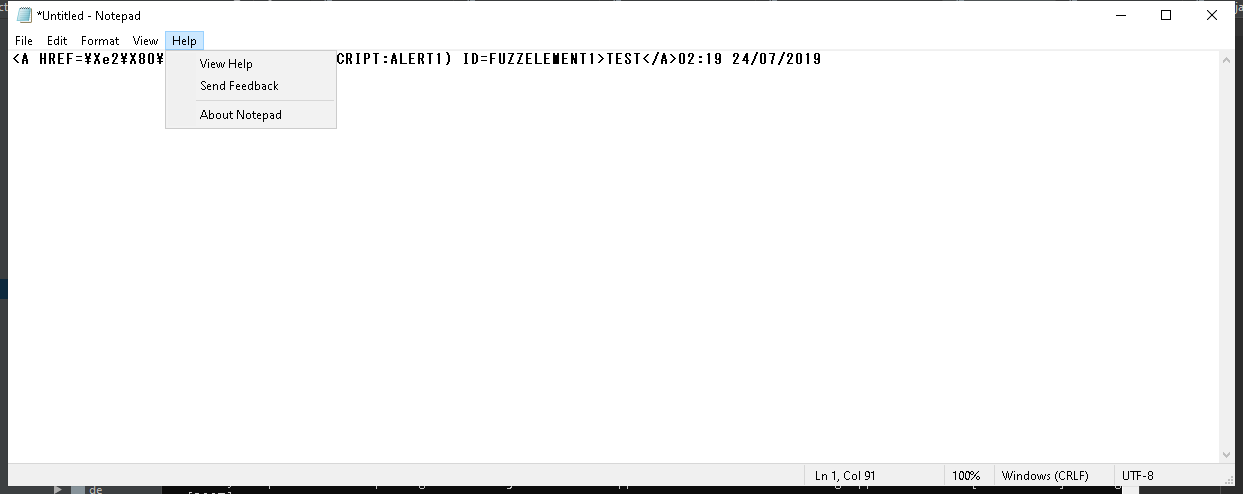 *Untitled - Notepad
File Edit Format View Help
<A HREF=¥Xe2¥X80¥
CRIPT:ALERT1) ID=FUZZELEMENT1>TEST</A>02:19 24/07/2019
View Help
Send Feedback
About Notepad
Ln 1, Col 91 100% Windows (CRLF) UTF-8
de